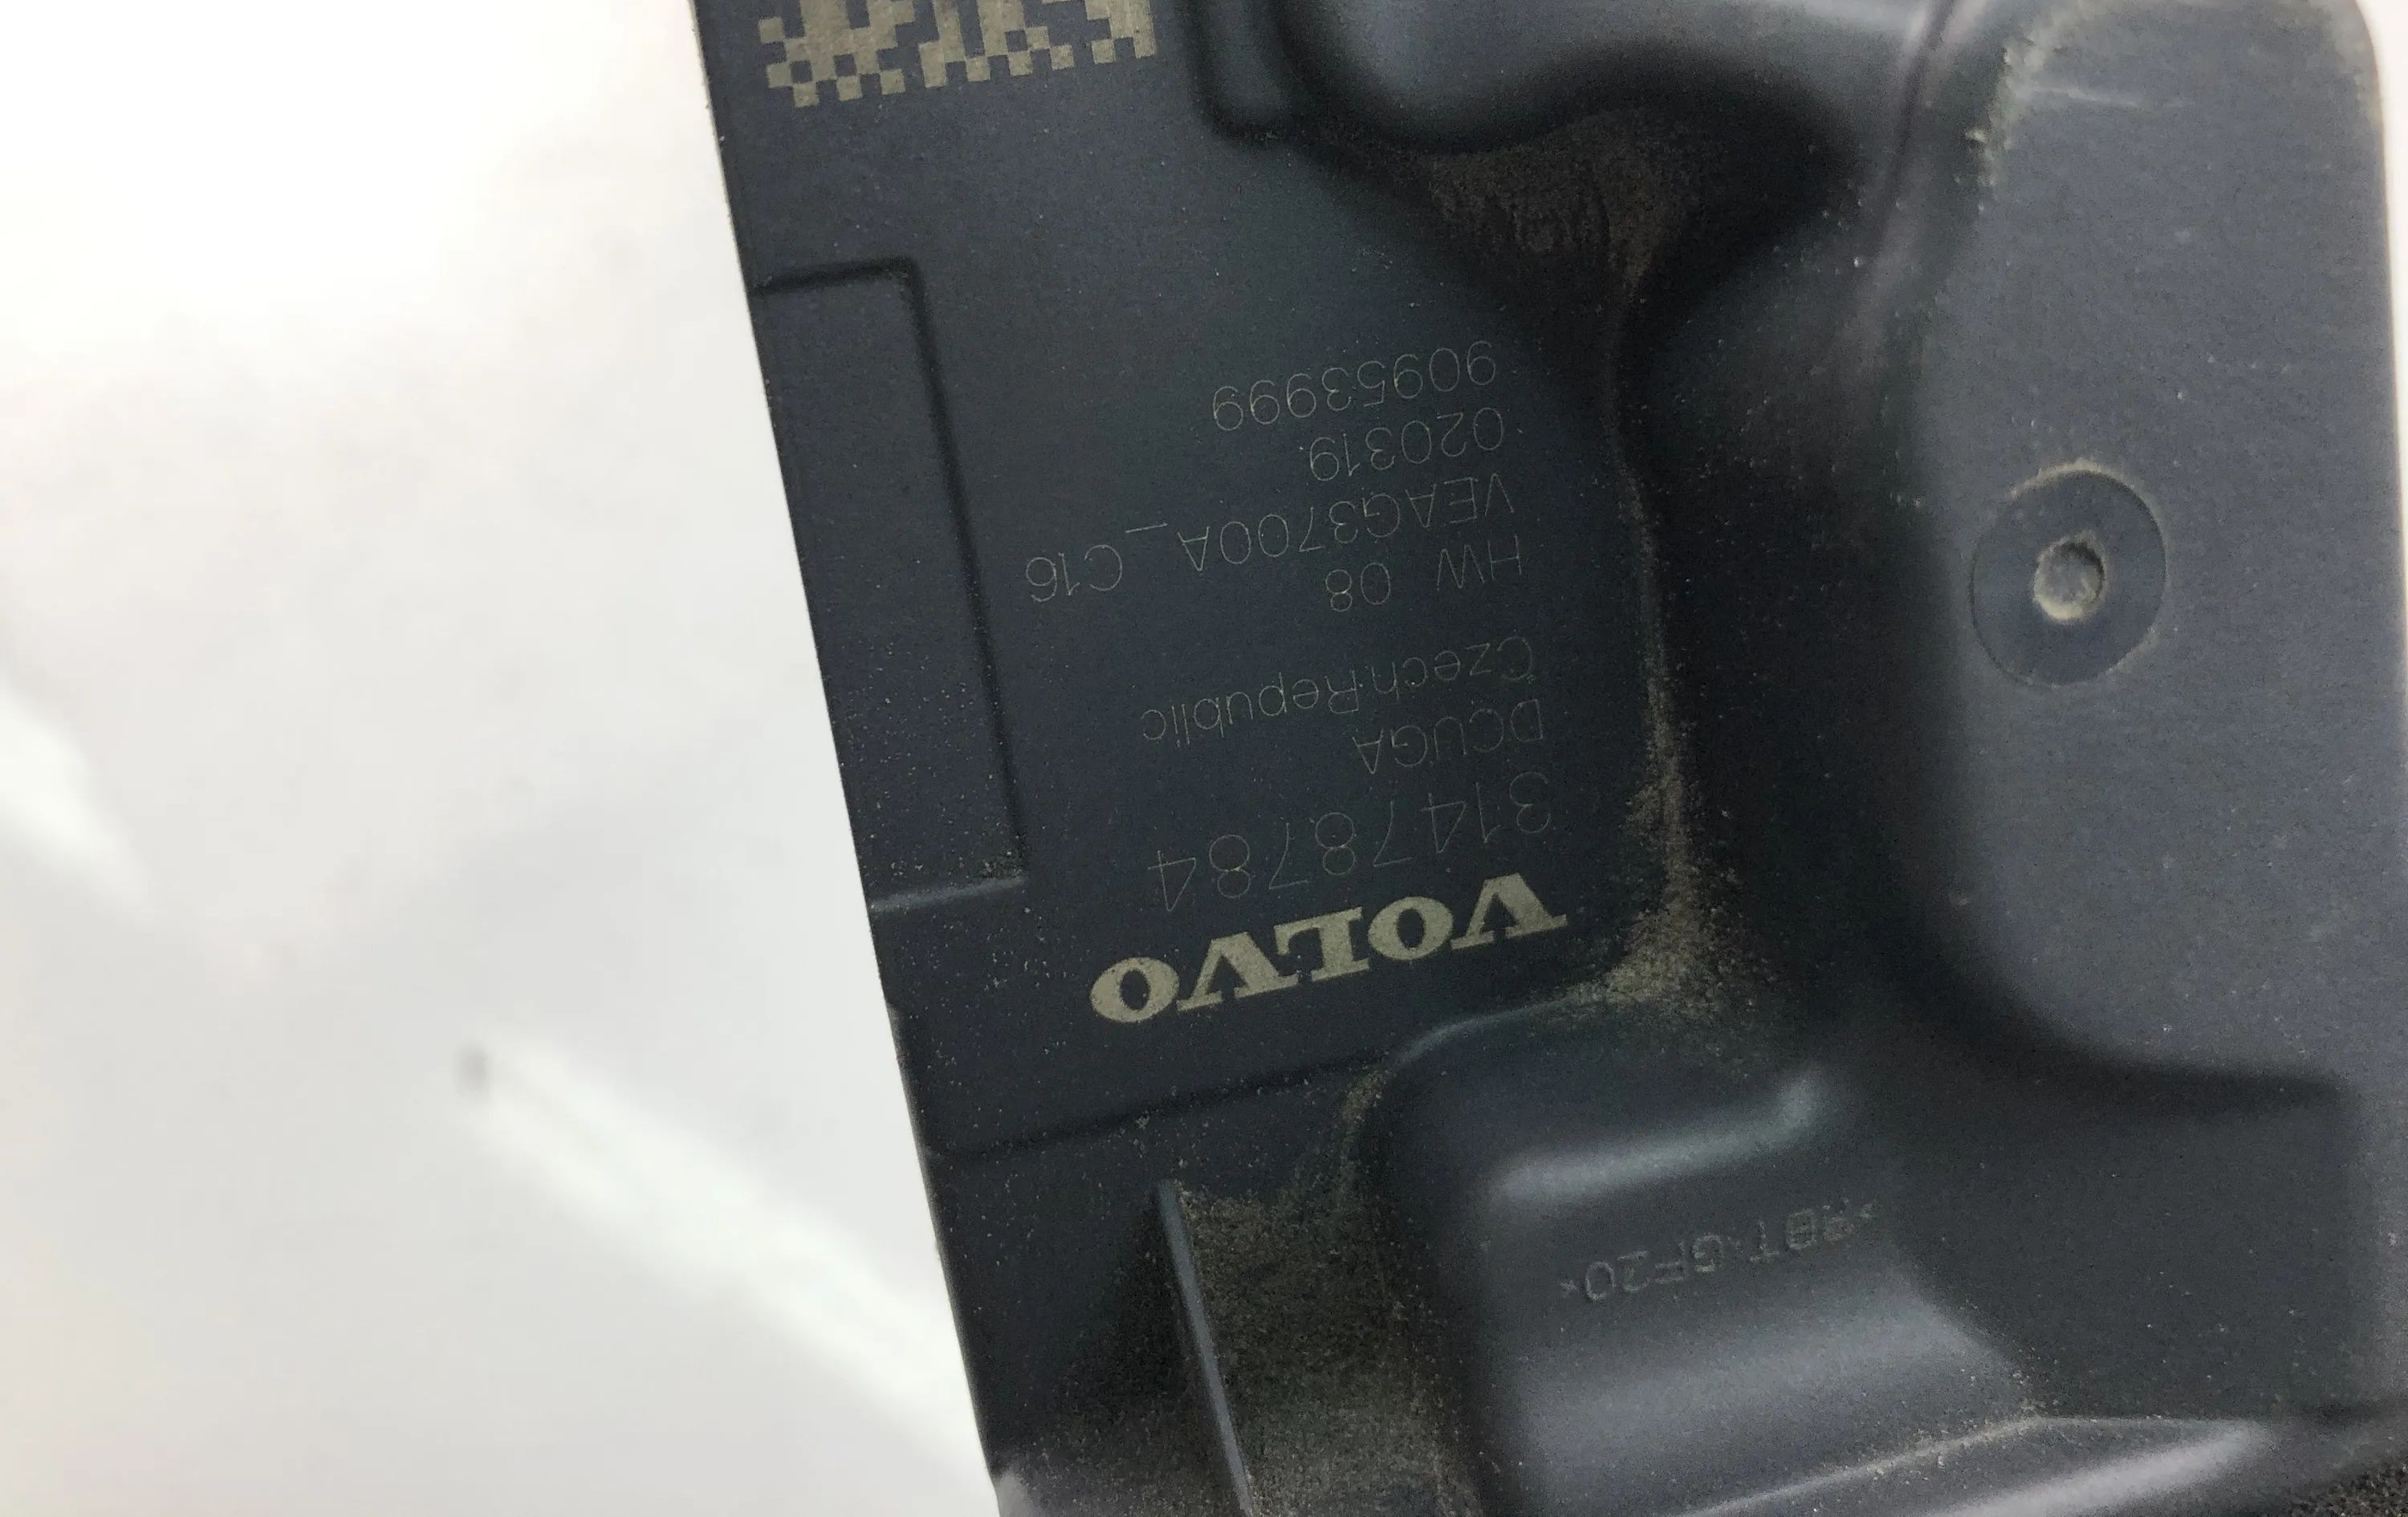 VOLVO
31478784
DCUGA
Czech Republic
HW 08
VEAG3700A_C16
020319
90953999
>PBT-GF20<